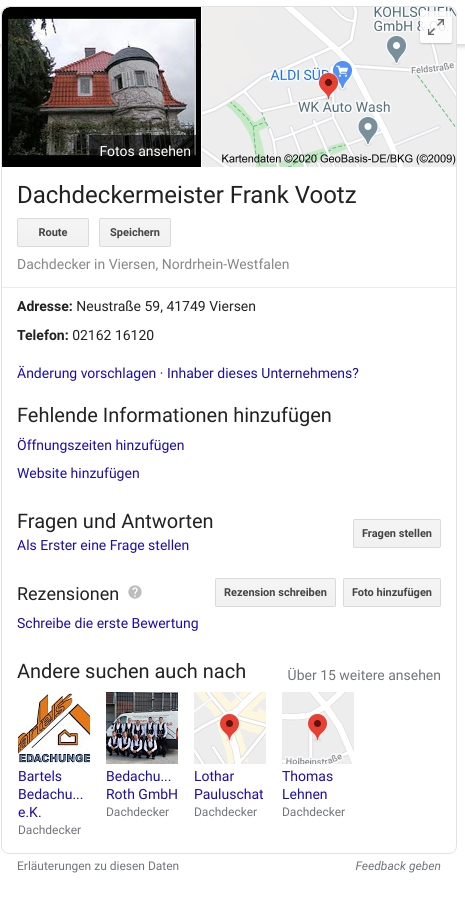 KOHLSCHEIN
GmbH &
Feldstraße
ALDI SÜD
WK Auto Wash
Fotos ansehen
Kartendaten ©2020 GeoBasis-DE/BKG (©2009)
Dachdeckermeister Frank Vootz
Route
Speichern
Dachdecker in Viersen, Nordrhein-Westfalen
Adresse: Neustraße 59, 41749 Viersen
Telefon: 02162 16120
Änderung vorschlagen · Inhaber dieses Unternehmens?
Fehlende Informationen hinzufügen
Öffnungszeiten hinzufügen
Website hinzufügen
Fragen und Antworten
Fragen stellen
Als Erster eine Frage stellen
Rezensionen ?
Rezension schreiben
Foto hinzufügen
Schreibe die erste Bewertung
Andere suchen auch nach
Über 15 weitere ansehen
artels
EDACHUNGE
Holbeinstraße
Bartels
Bedachu...
e.K.
Dachdecker
Bedachu...
Roth GmbH
Dachdecker
Lothar
Pauluschat
Dachdecker
Thomas
Lehnen
Dachdecker
Erläuterungen zu diesen Daten
Feedback geben